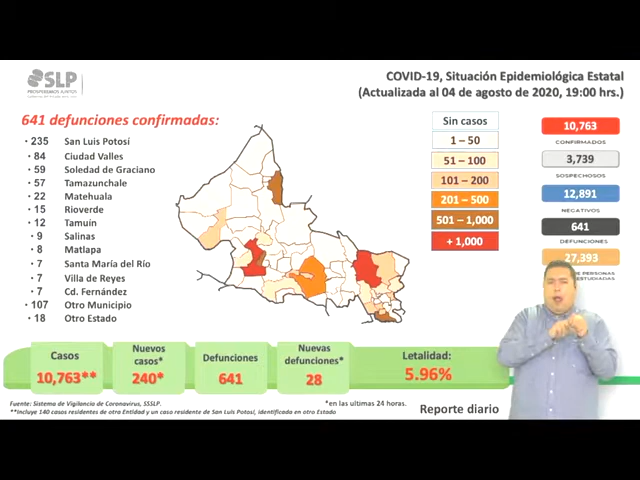 SLP
PROSPEREMOS JUNTOS
COVID-19, Situación Epidemiológica Estatal
(Actualizada al 04 de agosto de 2020, 19:00 hrs.)
641 defunciones confirmadas:
• 235 San Luis Potosí
• 84 Ciudad Valles
• 59 Soledad de Graciano
• 57 Tamazunchale
• 22 Matehuala
• 15 Rioverde
• 12 Tamuín
• 9 Salinas
• 8 Matlapa
• 7 Santa María del Río
• 7 Villa de Reyes
• 7 Cd. Fernández
• 107 Otro Municipio
• 18 Otro Estado
Sin casos
1 – 50
51 – 100
101 – 200
201 – 500
501 – 1,000
+ 1,000
10,763
CONFIRMADOS
3,739
SOSPECHOSOS
12,891
NEGATIVOS
641
DEFUNCIONES
27,393
PERSONAS
ESTUDIADAS
Casos
10,763**
Nuevos
casos*
240*
Defunciones
641
Nuevas
defunciones*
28
Letalidad:
5.96%
Fuente: Sistema de Vigilancia de Coronavirus, SSSLP.
**Incluye 140 casos residentes de otro Entidad y un caso residente de San Luis Potosí, identificada en otro Estado
*en las ultimas 24 horas.
Reporte diario